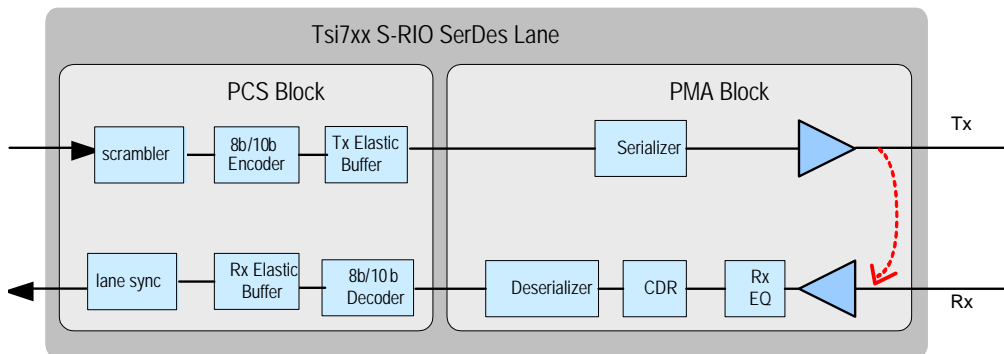 Tsi7xx S-RIO SerDes Lane
PCS Block
PMA Block
scrambler
8b/10b
Encoder
Tx Elastic
Buffer
Serializer
Tx
lane sync
Rx Elastic
Buffer
8b/10b
Decoder
Deserializer
CDR
Rx
EQ
Rx